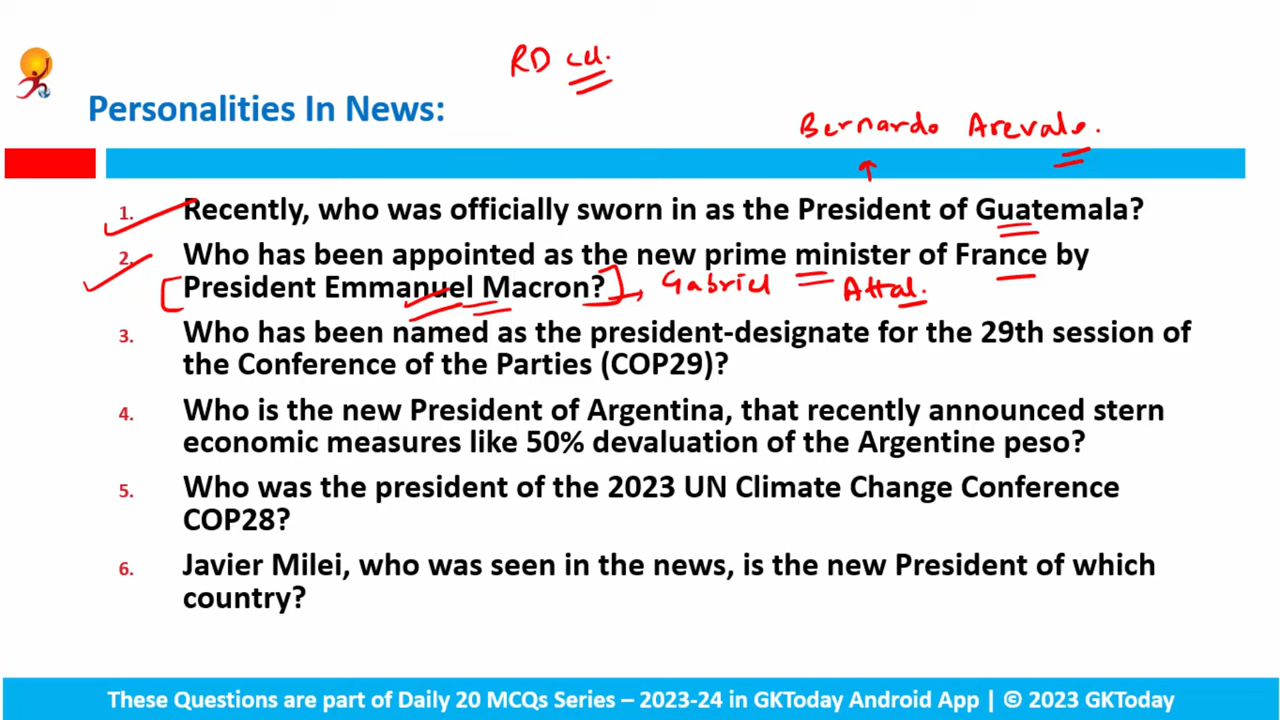 RD
Personalities In News:
Bernardo Arevalo.
1. Recently, who was officially sworn in as the President of Guatemala?
2. Who has been appointed as the new prime minister of France by
President Emmanuel Macron? Gabriel Attal.
3. Who has been named as the president-designate for the 29th session of
the Conference of the Parties (COP29)?
4. Who is the new President of Argentina, that recently announced stern
economic measures like 50% devaluation of the Argentine peso?
5. Who was the president of the 2023 UN Climate Change Conference
COP28?
6. Javier Milei, who was seen in the news, is the new President of which
country?
These Questions are part of Daily 20 MCQs Series – 2023-24 in GKToday Android App | © 2023 GKToday